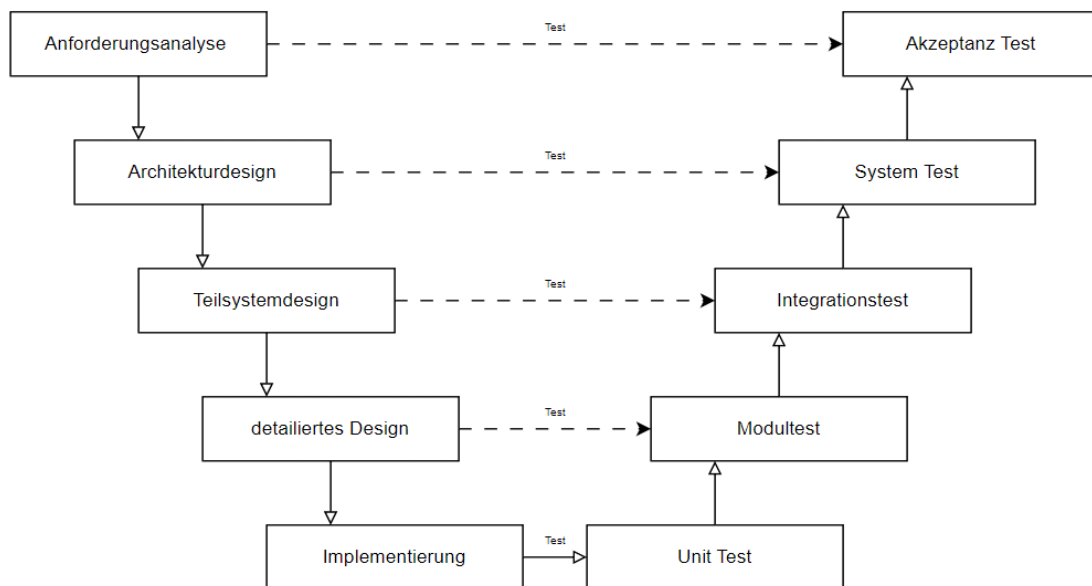 Anforderungsanalyse
Test
Akzeptanz Test
Architekturdesign
Test
System Test
Teilsystemdesign
Test
Integrationstest
detailiertes Design
Test
Modultest
Implementierung
Test
Unit Test